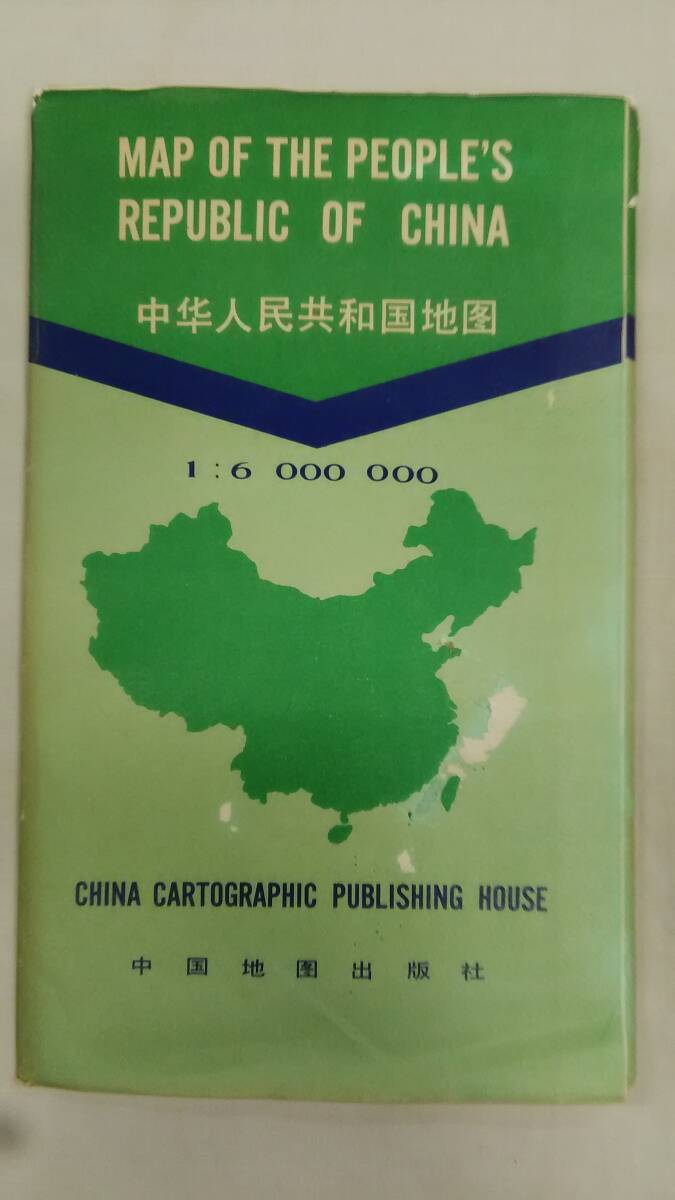 MAP OF THE PEOPLE'S
REPUBLIC OF CHINA
中华人民共和国地图
1:6 000 000
CHINA CARTOGRAPHIC PUBLISHING HOUSE
中国地图出版社